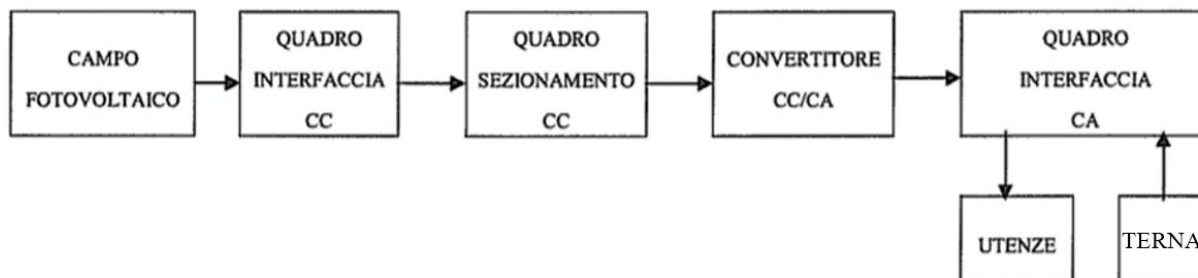 CAMPO
FOTOVOLTAICO
QUADRO
INTERFACCIA
CC
QUADRO
SEZIONAMENTO
CC
CONVERTITORE
CC/CA
QUADRO
INTERFACCIA
CA
UTENZE
TERNA